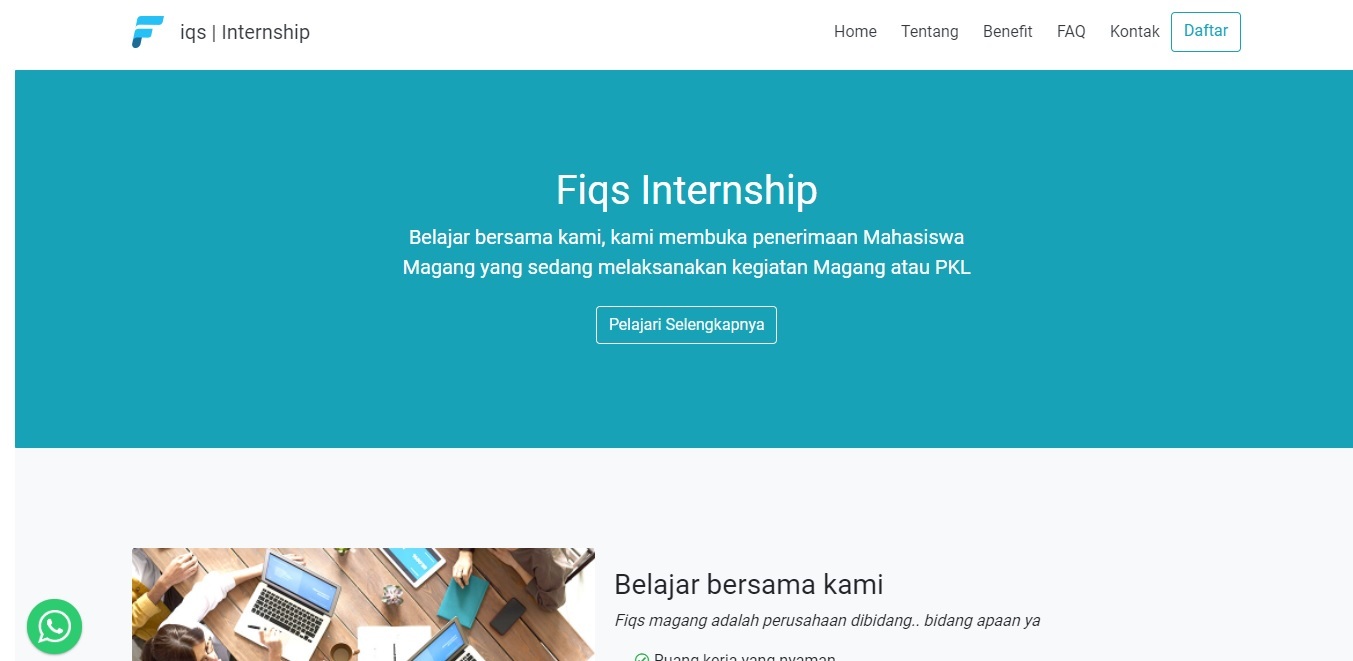 iqs | Internship
Home Tentang Benefit FAQ Kontak Daftar
Fiqs Internship
Belajar bersama kami, kami membuka penerimaan Mahasiswa
Magang yang sedang melaksanakan kegiatan Magang atau PKL
Pelajari Selengkapnya
Belajar bersama kami
Fiqs magang adalah perusahaan dibidang.. bidang apaan ya
Ruang kerja yang nyaman